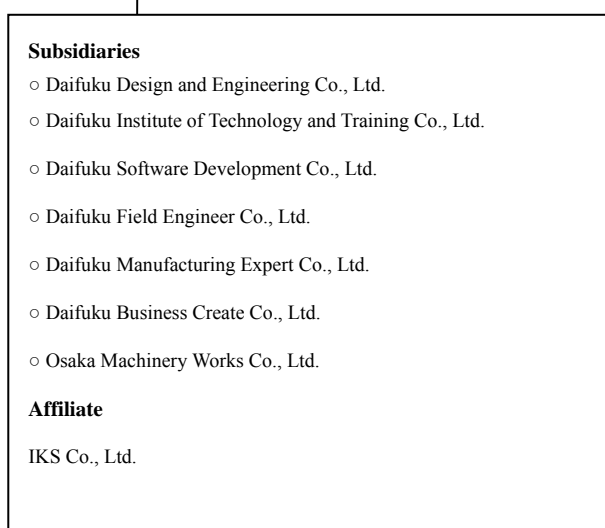 Subsidiaries
○ Daifuku Design and Engineering Co., Ltd.
○ Daifuku Institute of Technology and Training Co., Ltd.
○ Daifuku Software Development Co., Ltd.
○ Daifuku Field Engineer Co., Ltd.
○ Daifuku Manufacturing Expert Co., Ltd.
○ Daifuku Business Create Co., Ltd.
○ Osaka Machinery Works Co., Ltd.
Affiliate
IKS Co., Ltd.